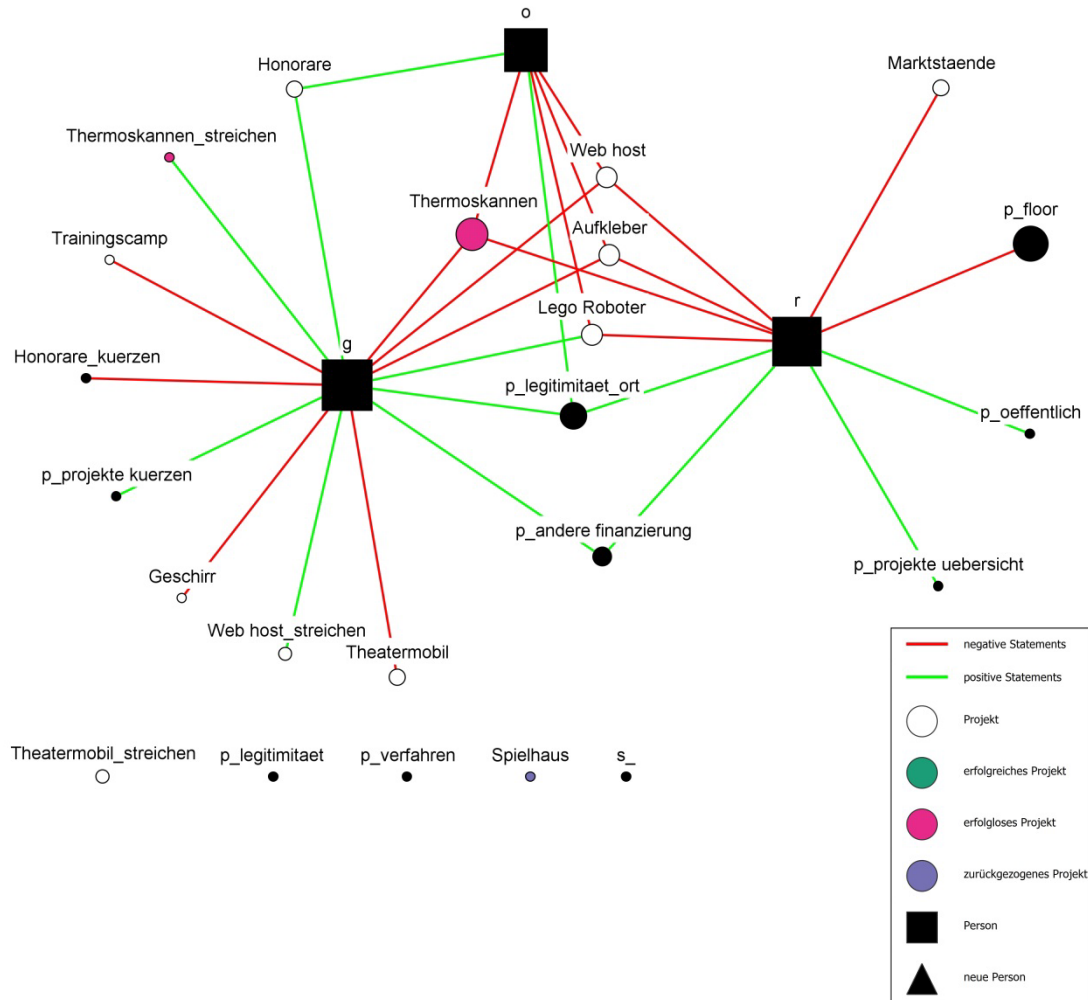 o
Honorare
Marktstaende
Thermoskannen_streichen
Web host
Thermoskannen
p_floor
Aufkleber
Trainingscamp
r
Lego Roboter
g
Honorare_kuerzen
p_legitimitaet_ort
p_oeffentlich
p_projekte kuerzen
p_andere finanzierung
p_projekte uebersicht
Geschirr
Web host_streichen
Theatermobil
negative Statements
positive Statements
Projekt
erfolgreiches Projekt
erfolgloses Projekt
zurückgezogenes Projekt
Person
neue Person
Theatermobil_streichen
p_legitimitaet
p_verfahren
Spielhaus
s_